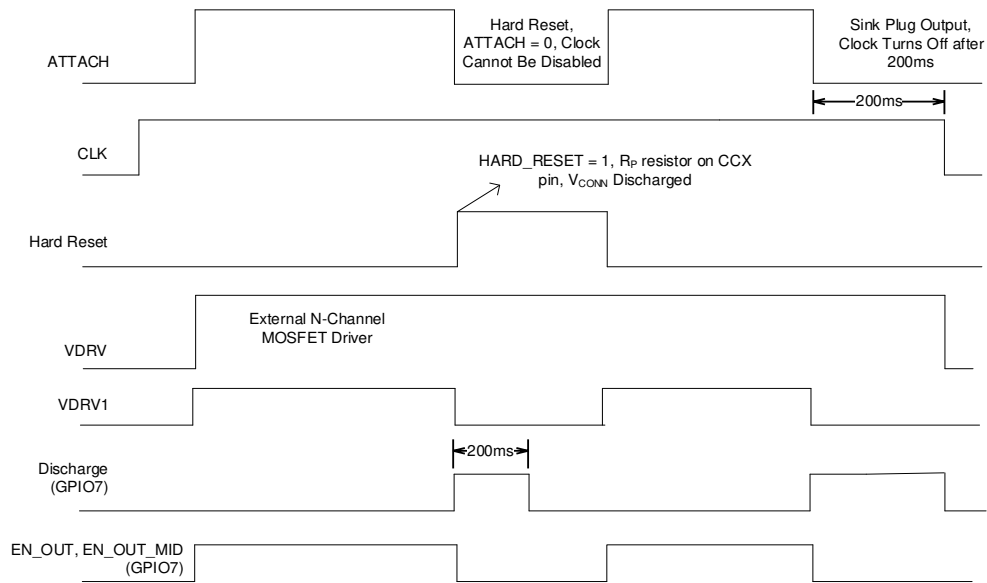 Hard Reset,
ATTACH = 0, Clock
Cannot Be Disabled
Sink Plug Output,
Clock Turns Off after
200ms
ATTACH
200ms
CLK
HARD_RESET = 1, RP resistor on CCX
pin, VCONN Discharged
Hard Reset
External N-Channel
MOSFET Driver
VDRV
VDRV1
200ms
Discharge
(GPIO7)
EN_OUT, EN_OUT_MID
(GPIO7)